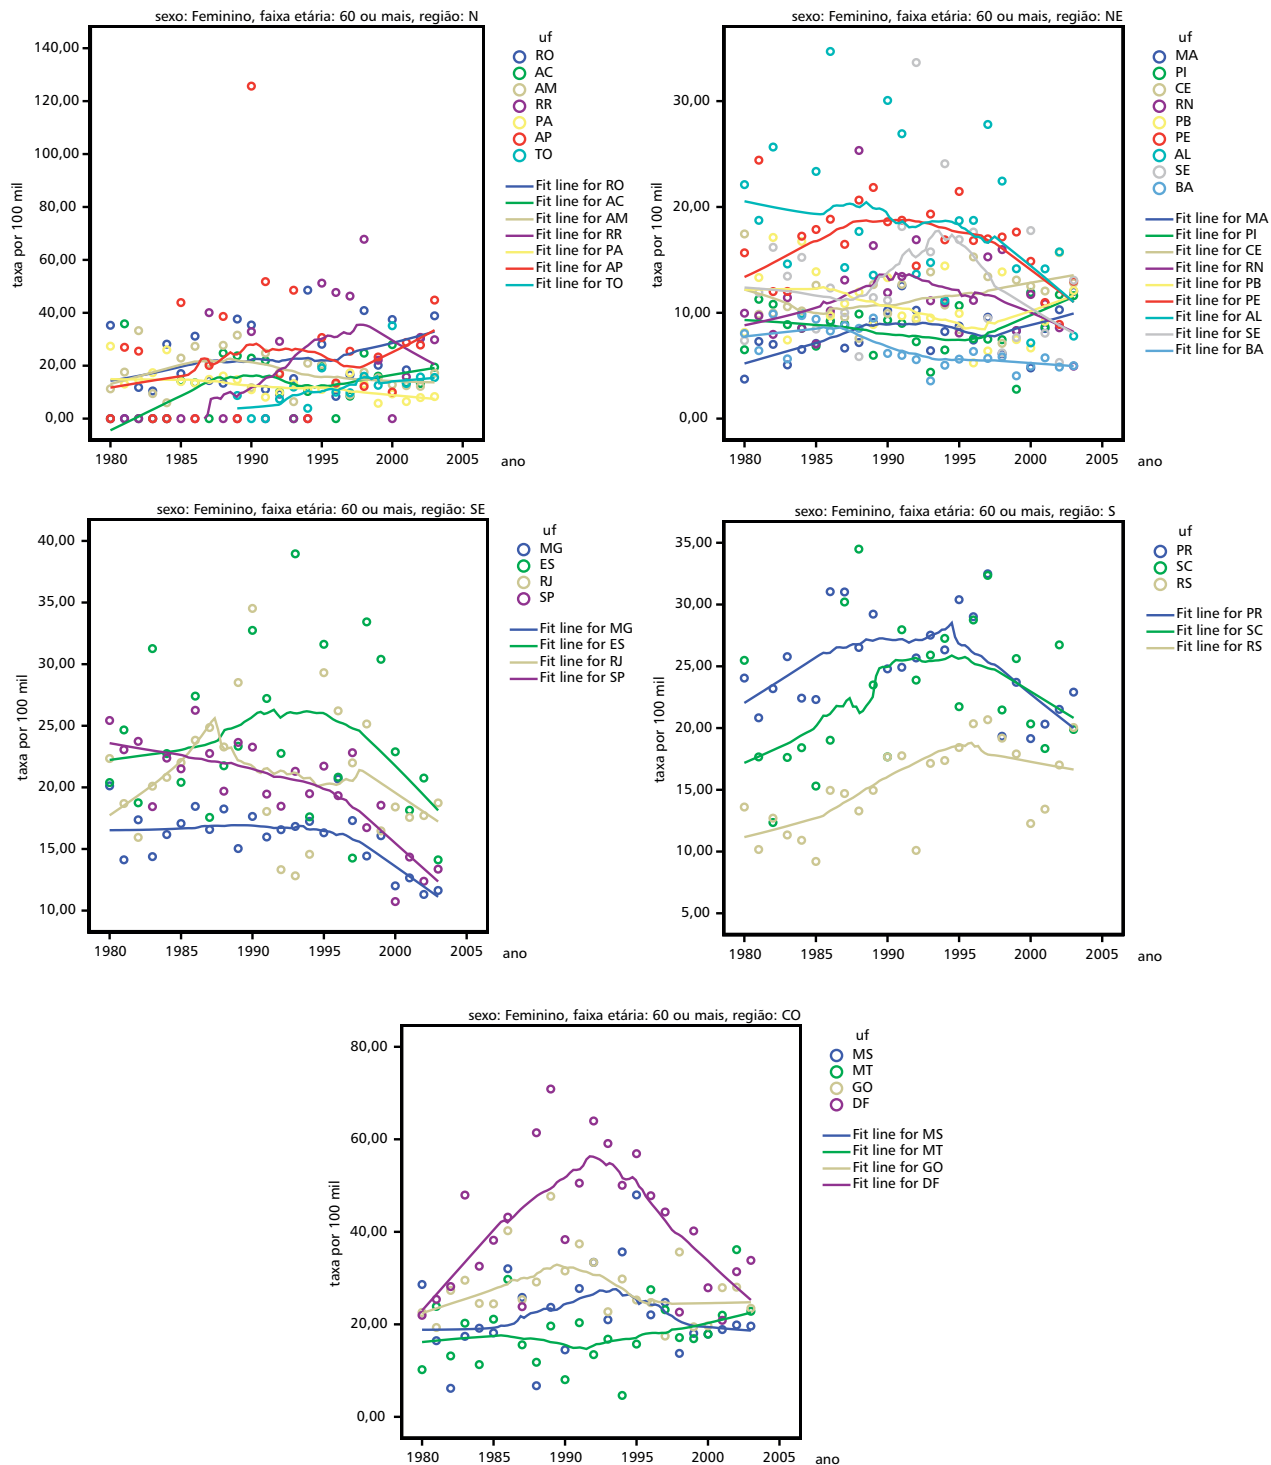 sexo: Feminino, faixa etária: 60 ou mais, região: N
taxa por 100 mil
140,00
120,00
100,00
80,00
60,00
40,00
20,00
0,00
1980
1985
1990
1995
2000
2005
ano
uf
RO
AC
AM
RR
PA
AP
TO
Fit line for RO
Fit line for AC
Fit line for AM
Fit line for RR
Fit line for PA
Fit line for AP
Fit line for TO
sexo: Feminino, faixa etária: 60 ou mais, região: NE
taxa por 100 mil
30,00
20,00
10,00
0,00
1980
1985
1990
1995
2000
2005
ano
uf
MA
PI
CE
RN
PB
PE
AL
SE
BA
Fit line for MA
Fit line for PI
Fit line for CE
Fit line for RN
Fit line for PB
Fit line for PE
Fit line for AL
Fit line for SE
Fit line for BA
sexo: Feminino, faixa etária: 60 ou mais, região: SE
taxa por 100 mil
40,00
35,00
30,00
25,00
20,00
15,00
10,00
1980
1985
1990
1995
2000
2005
ano
uf
MG
ES
RJ
SP
Fit line for MG
Fit line for ES
Fit line for RJ
Fit line for SP
sexo: Feminino, faixa etária: 60 ou mais, região: S
taxa por 100 mil
35,00
30,00
25,00
20,00
15,00
10,00
5,00
1980
1985
1990
1995
2000
2005
ano
uf
PR
SC
RS
Fit line for PR
Fit line for SC
Fit line for RS
sexo: Feminino, faixa etária: 60 ou mais, região: CO
taxa por 100 mil
80,00
60,00
40,00
20,00
0,00
1980
1985
1990
1995
2000
2005
ano
uf
MS
MT
GO
DF
Fit line for MS
Fit line for MT
Fit line for GO
Fit line for DF